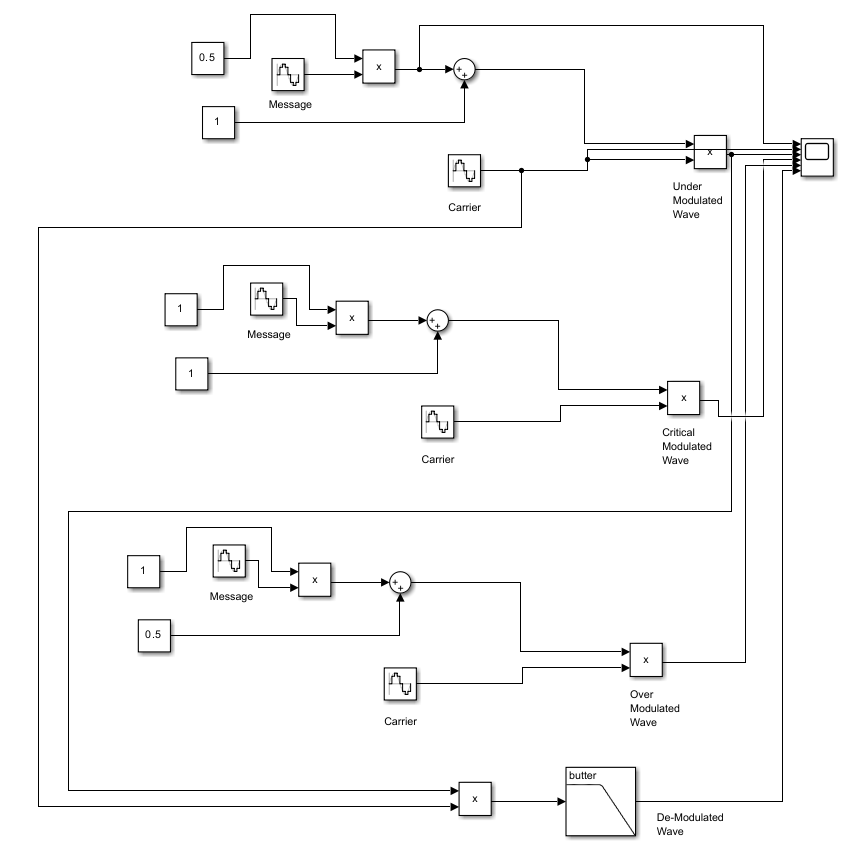 0.5
x
+
+
Message
1
x
Carrier
Under
Modulated
Wave
1
x
+
+
Message
1
x
Carrier
Critical
Modulated
Wave
1
x
+
+
Message
0.5
x
Carrier
Over
Modulated
Wave
butter
x
De-Modulated
Wave